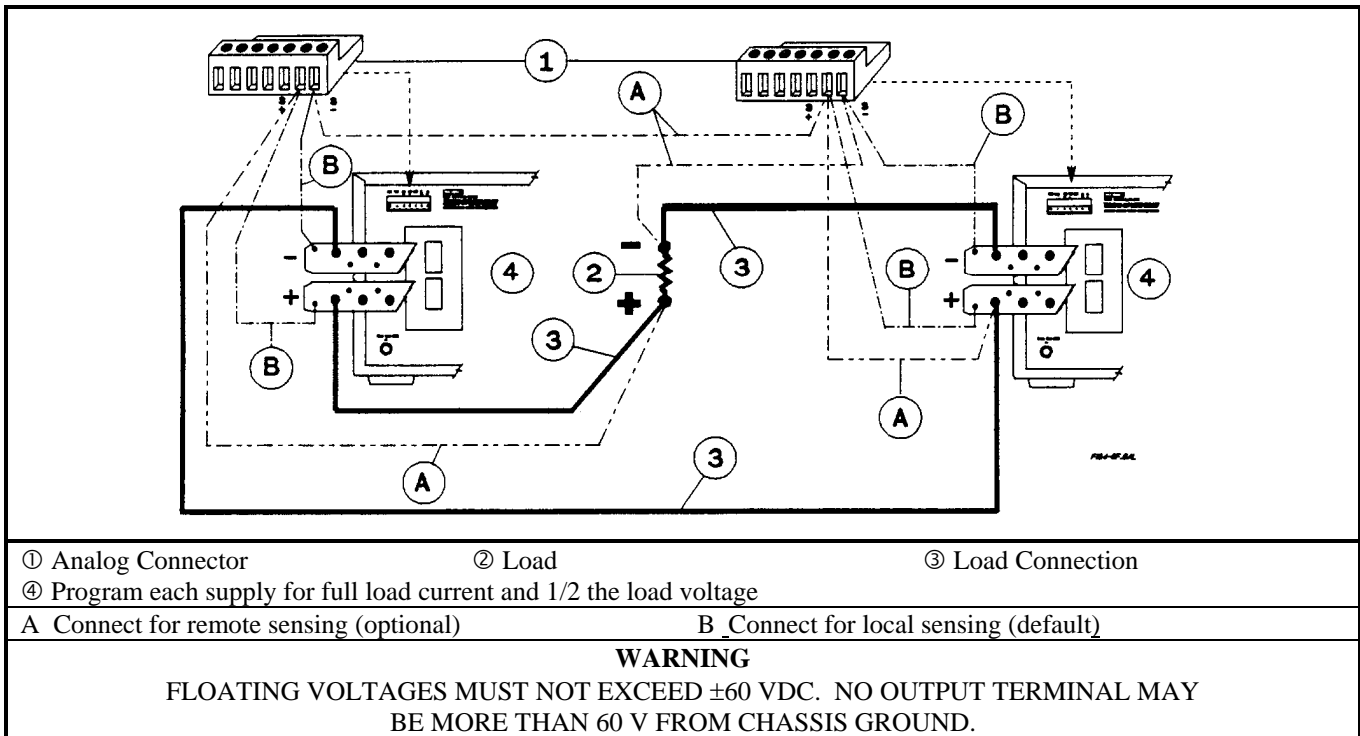 1
A
B
B
S
+
S
-
S
+
S
-
-
+
4
2
-
+
3
3
B
-
+
4
B
A
A
3
① Analog Connector ② Load ③ Load Connection
④ Program each supply for full load current and 1/2 the load voltage
A Connect for remote sensing (optional) B Connect for local sensing (default)
WARNING
FLOATING VOLTAGES MUST NOT EXCEED ±60 VDC. NO OUTPUT TERMINAL MAY
BE MORE THAN 60 V FROM CHASSIS GROUND.